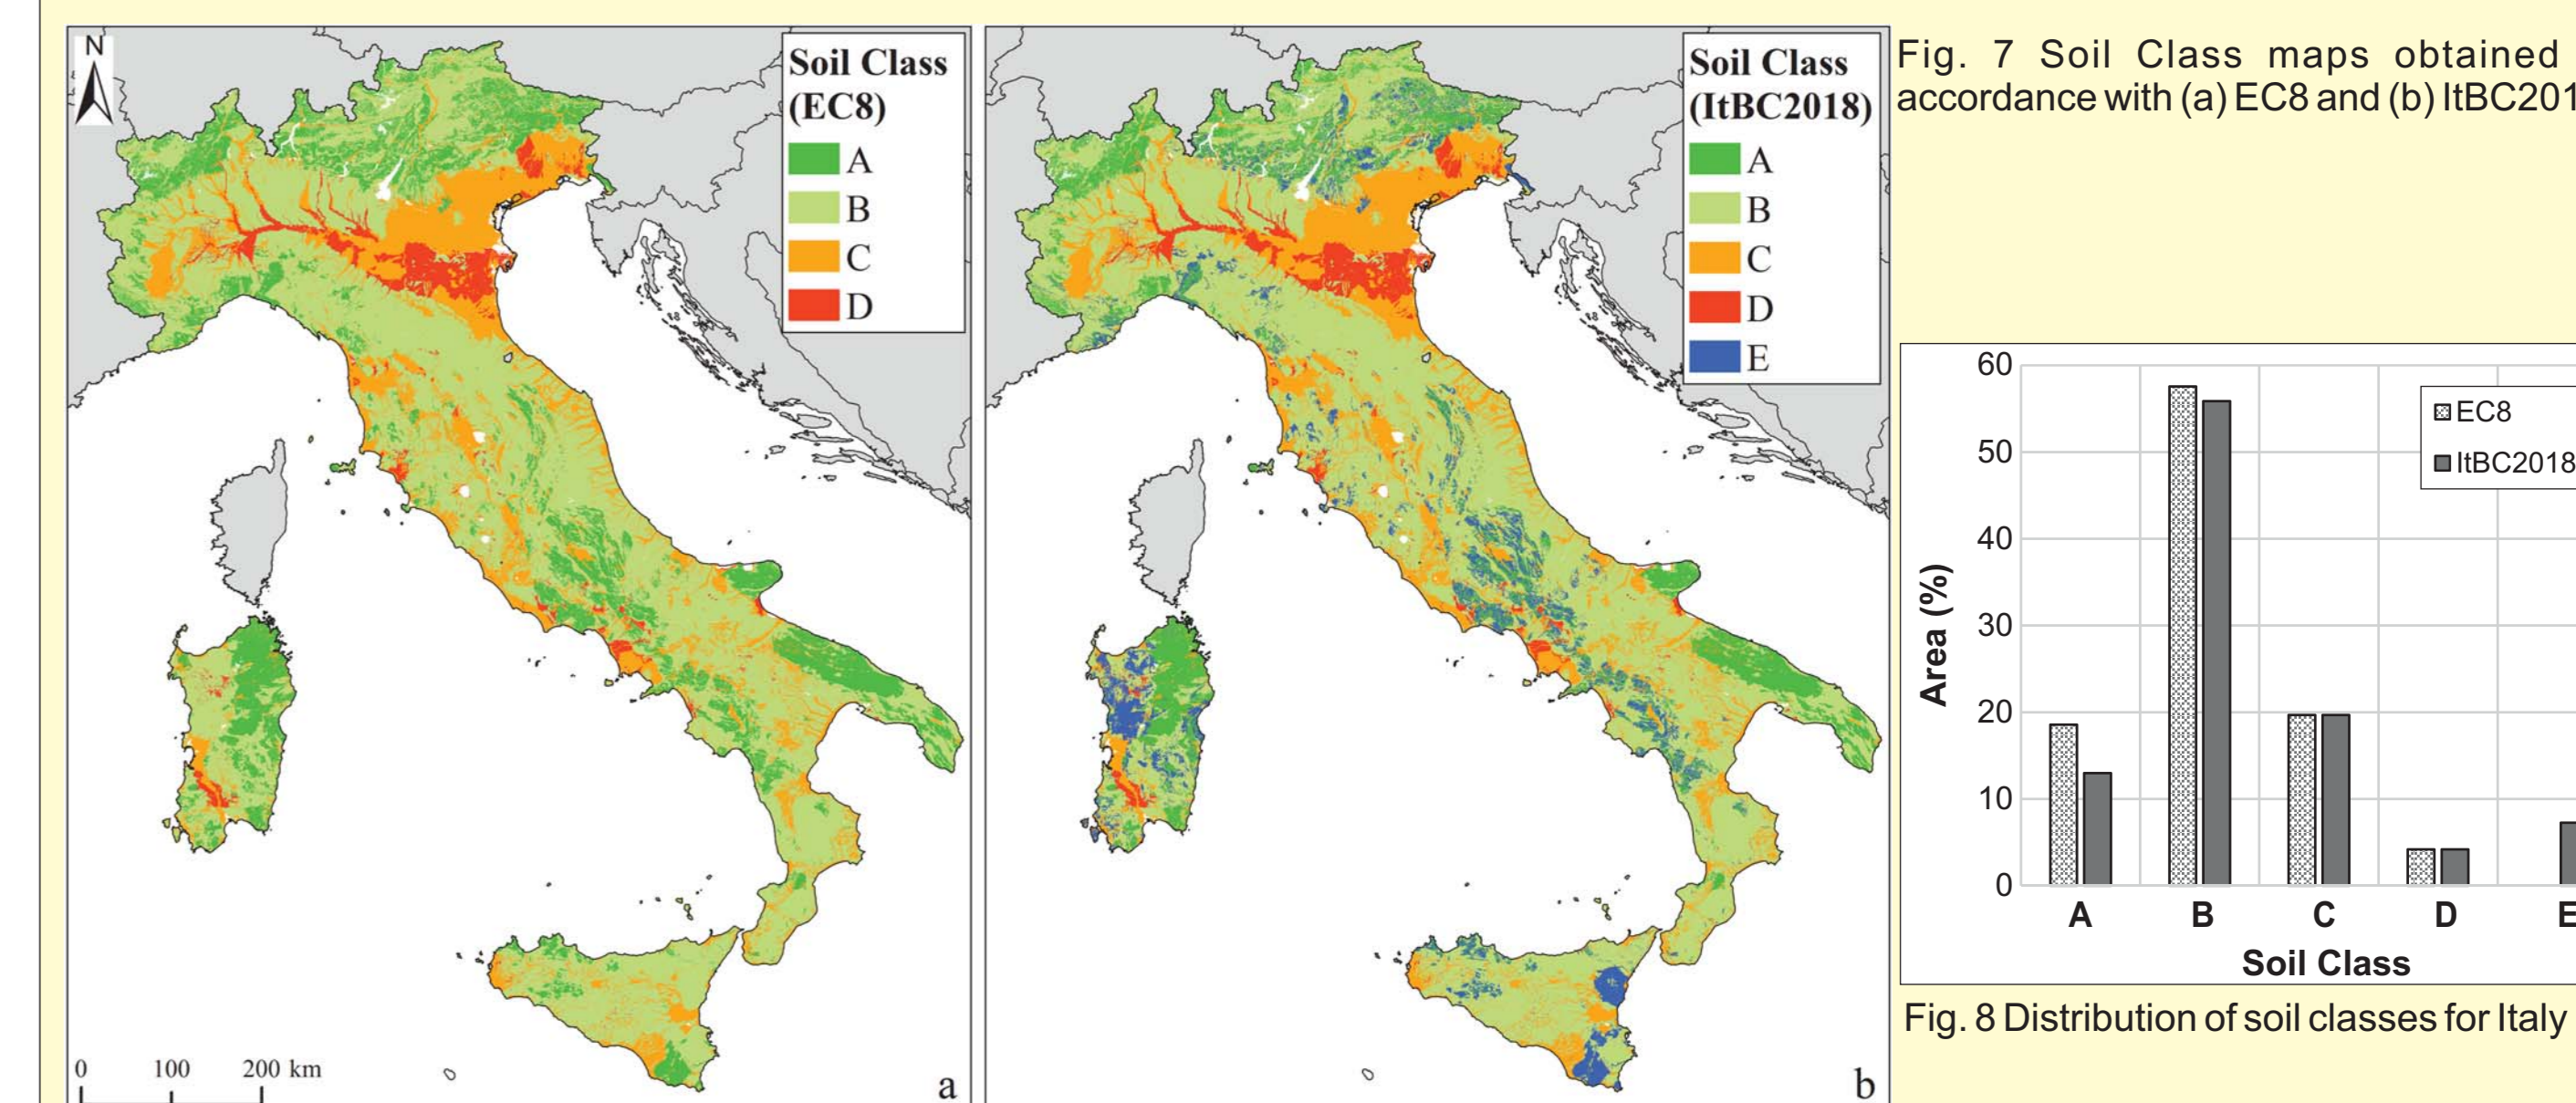 N
Soil Class
(EC8)
A
B
C
D
0 100 200 km
a
Soil Class
(ItBC2018)
A
B
C
D
E
b
Fig. 7 Soil Class maps obtained
accordance with (a) EC8 and (b) ItBC201
60
50
40
30
20
10
0
Area (%)
EC8
ItBC2018
A B C D E
Soil Class
Fig. 8 Distribution of soil classes for Italy